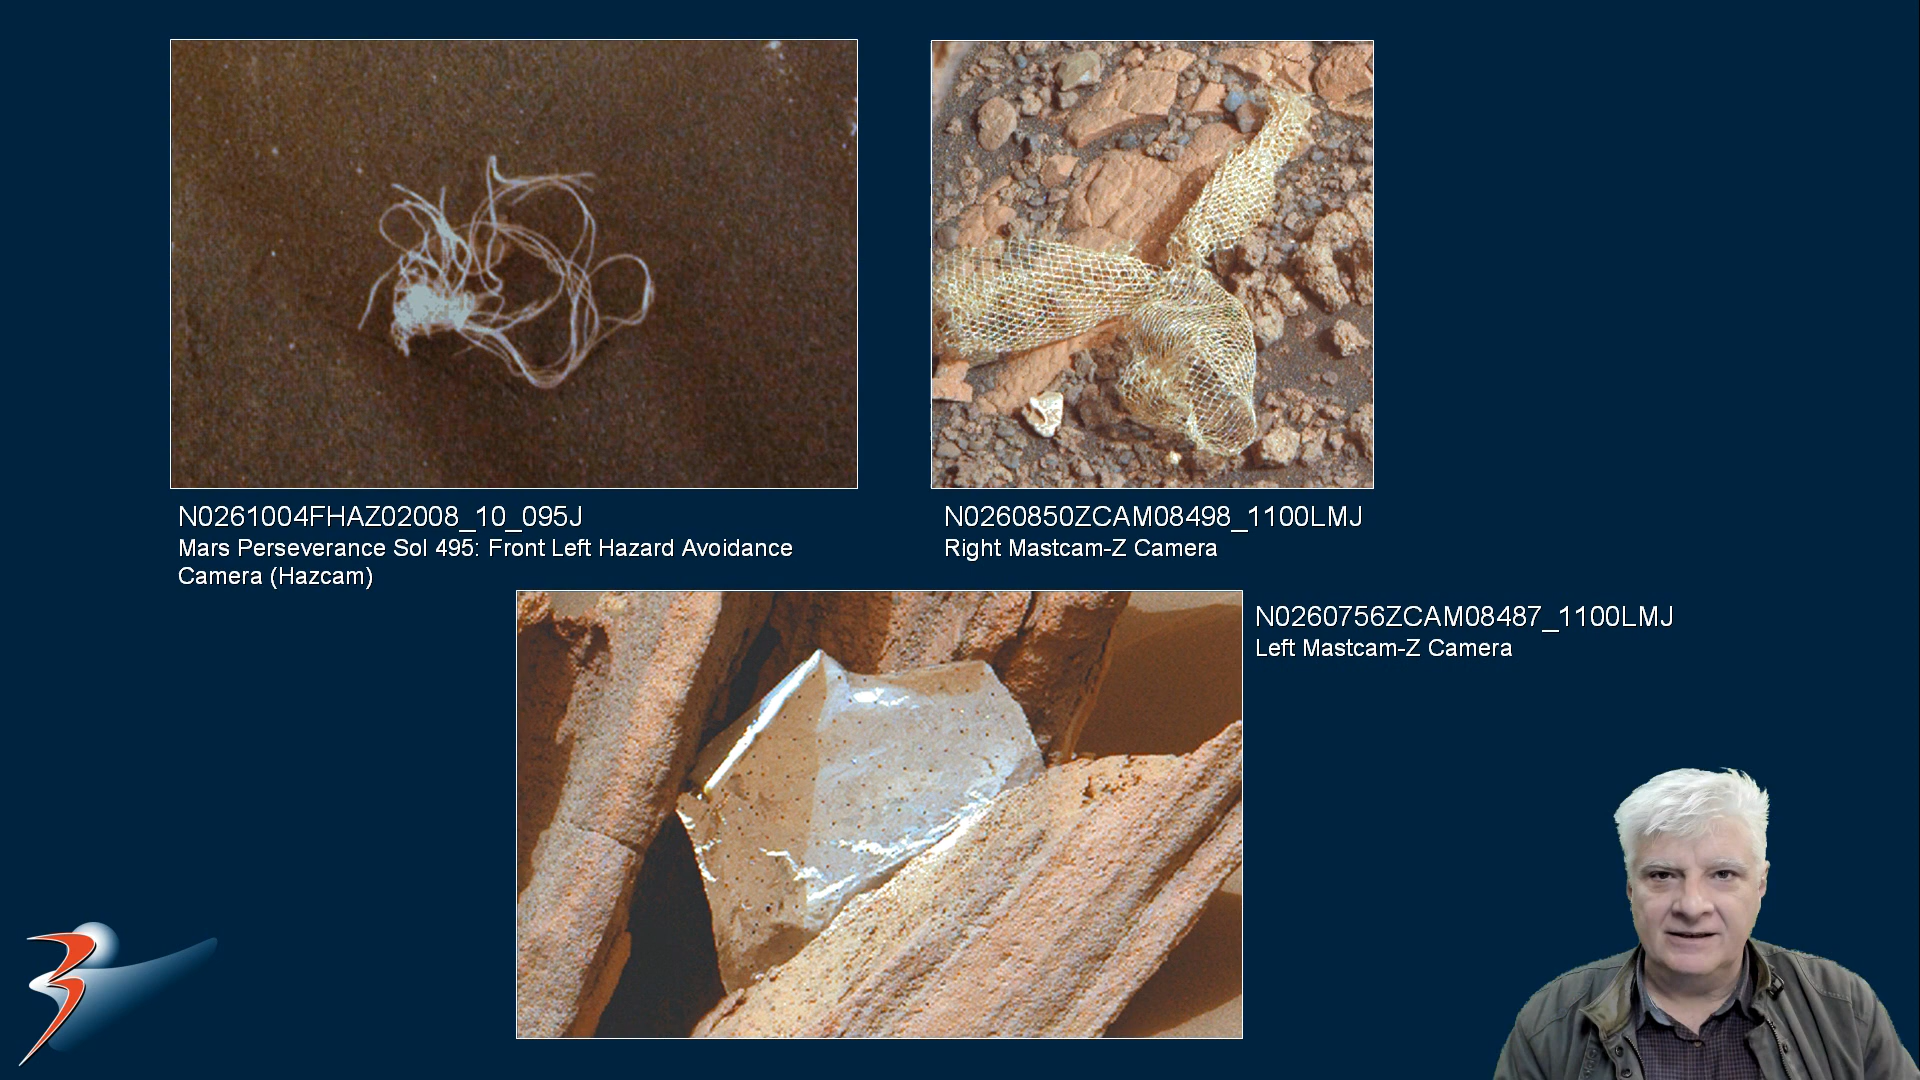 N0261004FHAZ02008_10_095J
Mars Perseverance Sol 495: Front Left Hazard Avoidance
Camera (Hazcam)
N0260850ZCAM08498_1100LMJ
Right Mastcam-Z Camera
N0260756ZCAM08487_1100LMJ
Left Mastcam-Z Camera